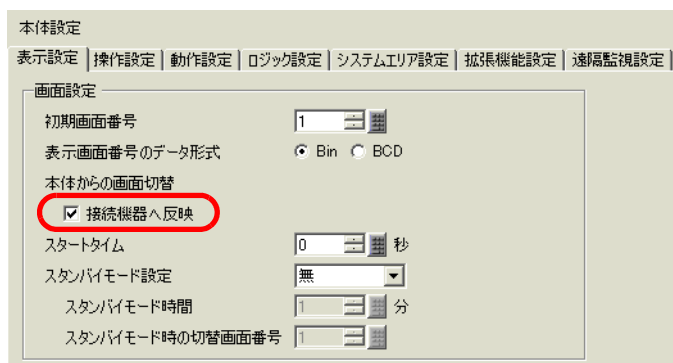 本体設定
表示設定 操作設定 動作設定 ロジック設定 システムエリア設定 拡張機能設定 遠隔監視設定
画面設定
初期画面番号 1
表示画面番号のデータ形式 Bin BCD
本体からの画面切替
接続機器へ反映
スタートタイム 0 秒
スタンバイモード設定 無
スタンバイモード時間 1 分
スタンバイモード時の切替画面番号 1